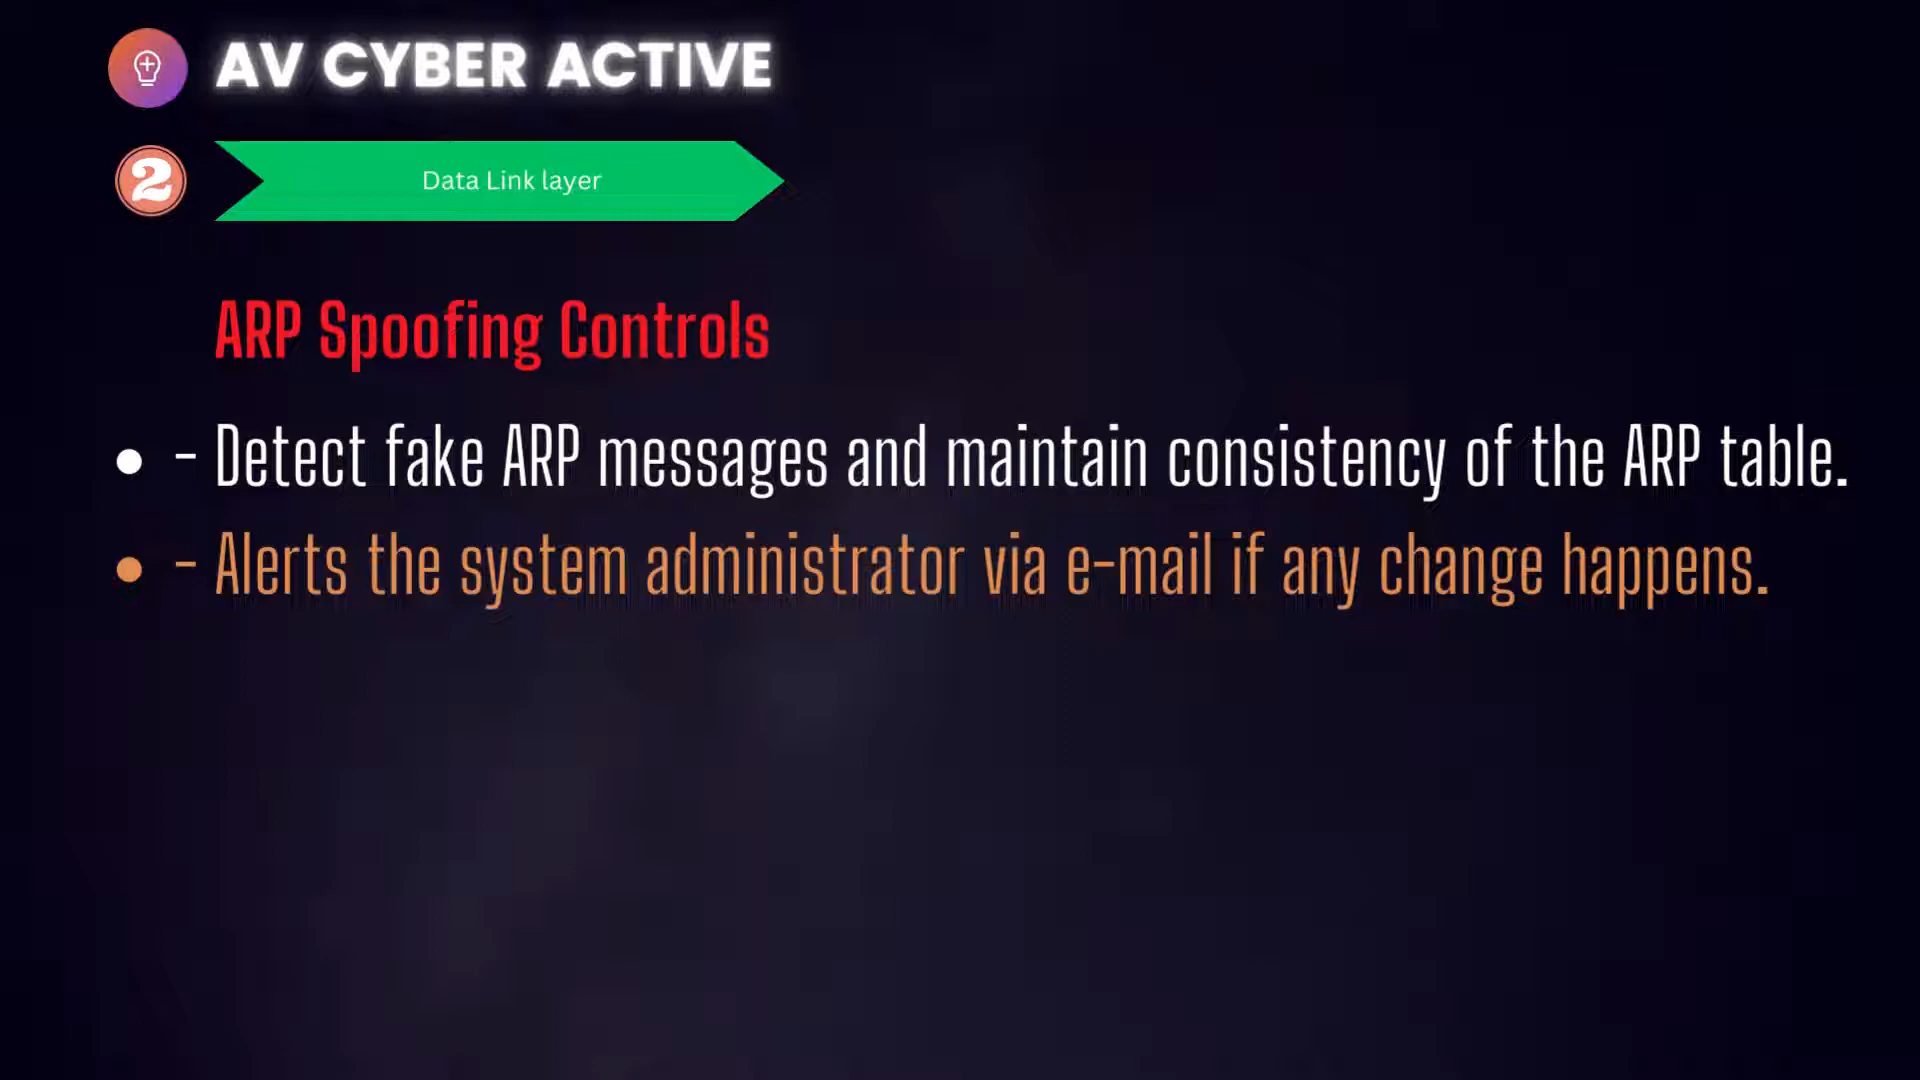 AV CYBER ACTIVE
2
Data Link layer
ARP Spoofing Controls
● - Detect fake ARP messages and maintain consistency of the ARP table.
● - Alerts the system administrator via e-mail if any change happens.